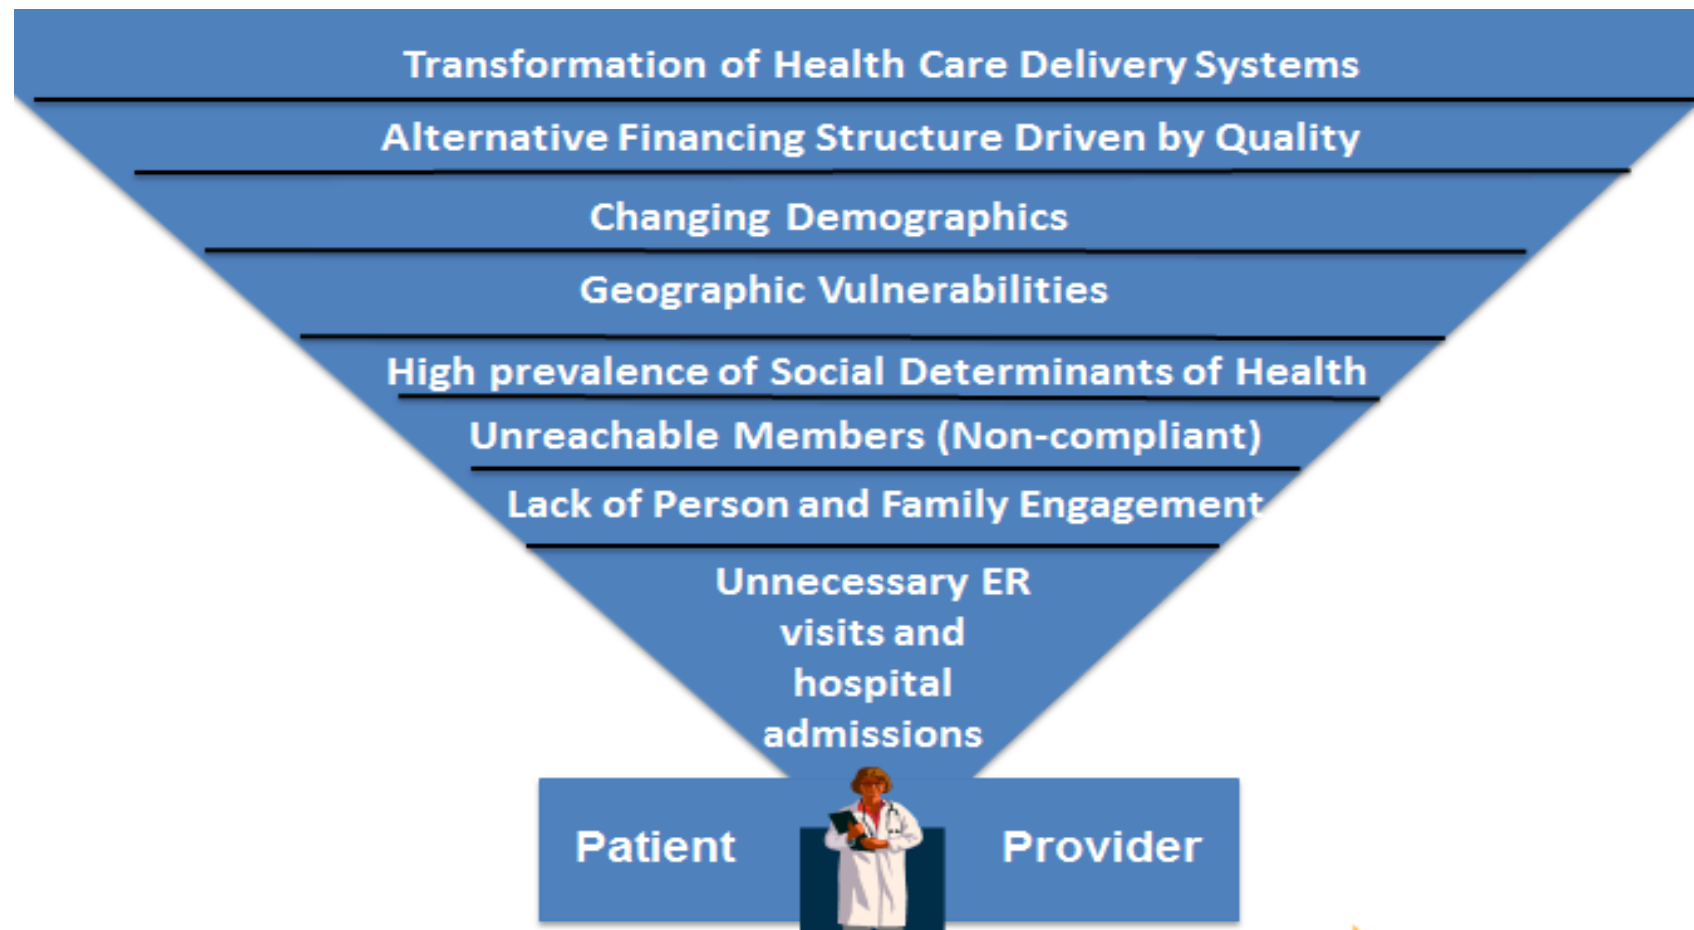 Transformation of Health Care Delivery Systems
Alternative Financing Structure Driven by Quality
Changing Demographics
Geographic Vulnerabilities
High prevalence of Social Determinants of Health
Unreachable Members (Non-compliant)
Lack of Person and Family Engagement
Unnecessary ER
visits and
hospital
admissions
Patient Provider